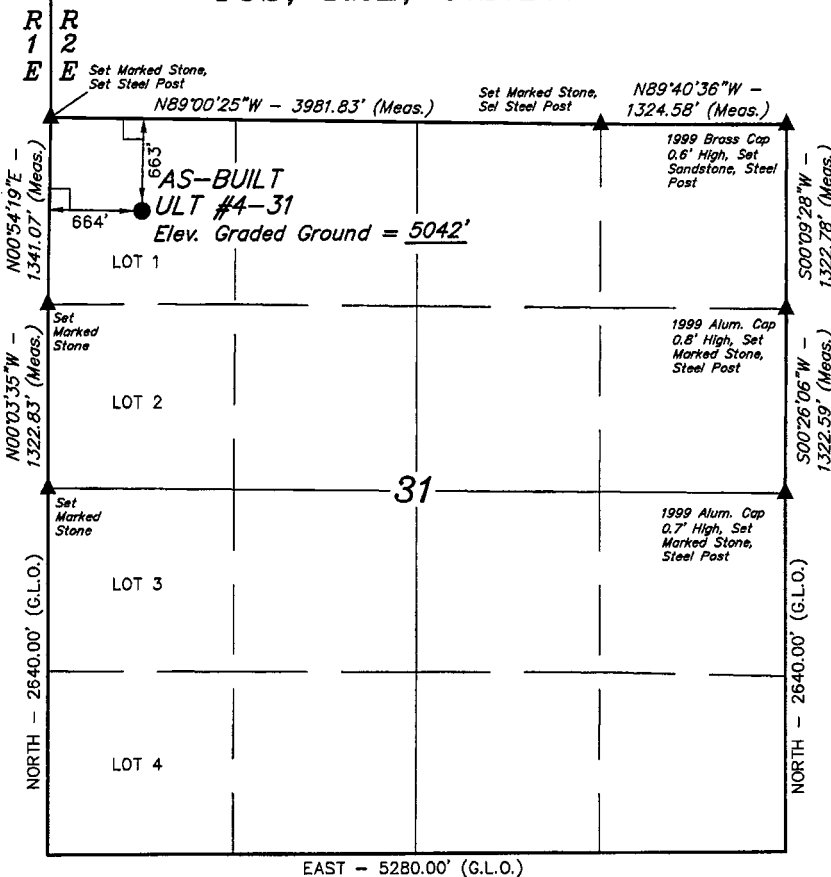 R R
1 2
E E
Set Marked Stone,
Set Steel Post
N89°00'25"W - 3981.83' (Meas.)
Set Marked Stone,
Sel Steel Post
N89°40'36"W -
1324.58' (Meas.)
1999 Brass Cap
0.6' High, Set
Sandstone, Steel
Post
N00°54'19"E -
1341.07' (Meas.)
663'
664'
AS-BUILT
ULT #4-31
Elev. Graded Ground = 5042'
LOT 1
S00°09'28"W -
1322.78' (Meas.)
Set
Marked
Stone
1999 Alum. Cap
0.8' High, Set
Marked Stone,
Steel Post
N00°03'35"W -
1322.83' (Meas.)
LOT 2
S00°26'06"W -
1322.59' (Meas.)
31
Set
Marked
Stone
1999 Alum. Cap
0.7' High, Set
Marked Stone,
Steel Post
LOT 3
NORTH - 2640.00' (G.L.O.)
NORTH - 2640.00' (G.L.O.)
LOT 4
EAST - 5280.00' (G.L.O.)